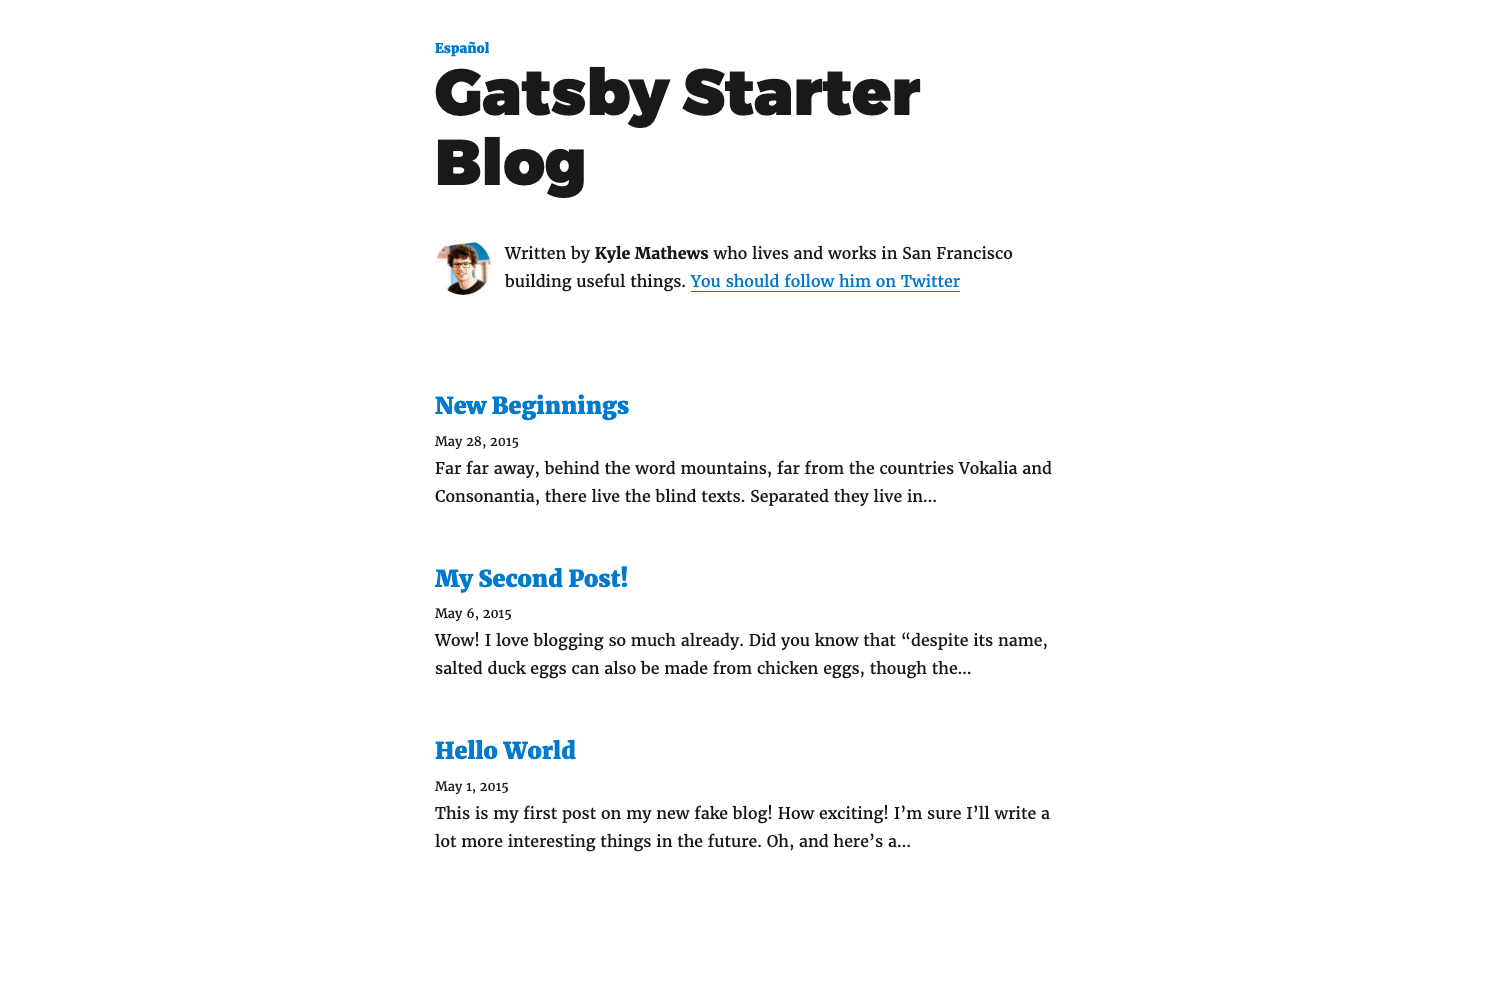 Español
Gatsby Starter
Blog
Written by Kyle Mathews who lives and works in San Francisco
building useful things. You should follow him on Twitter
New Beginnings
May 28, 2015
Far far away, behind the word mountains, far from the countries Vokalia and
Consonantia, there live the blind texts. Separated they live in…
My Second Post!
May 6, 2015
Wow! I love blogging so much already. Did you know that “despite its name,
salted duck eggs can also be made from chicken eggs, though the…
Hello World
May 1, 2015
This is my first post on my new fake blog! How exciting! I’m sure I’ll write a
lot more interesting things in the future. Oh, and here’s a…